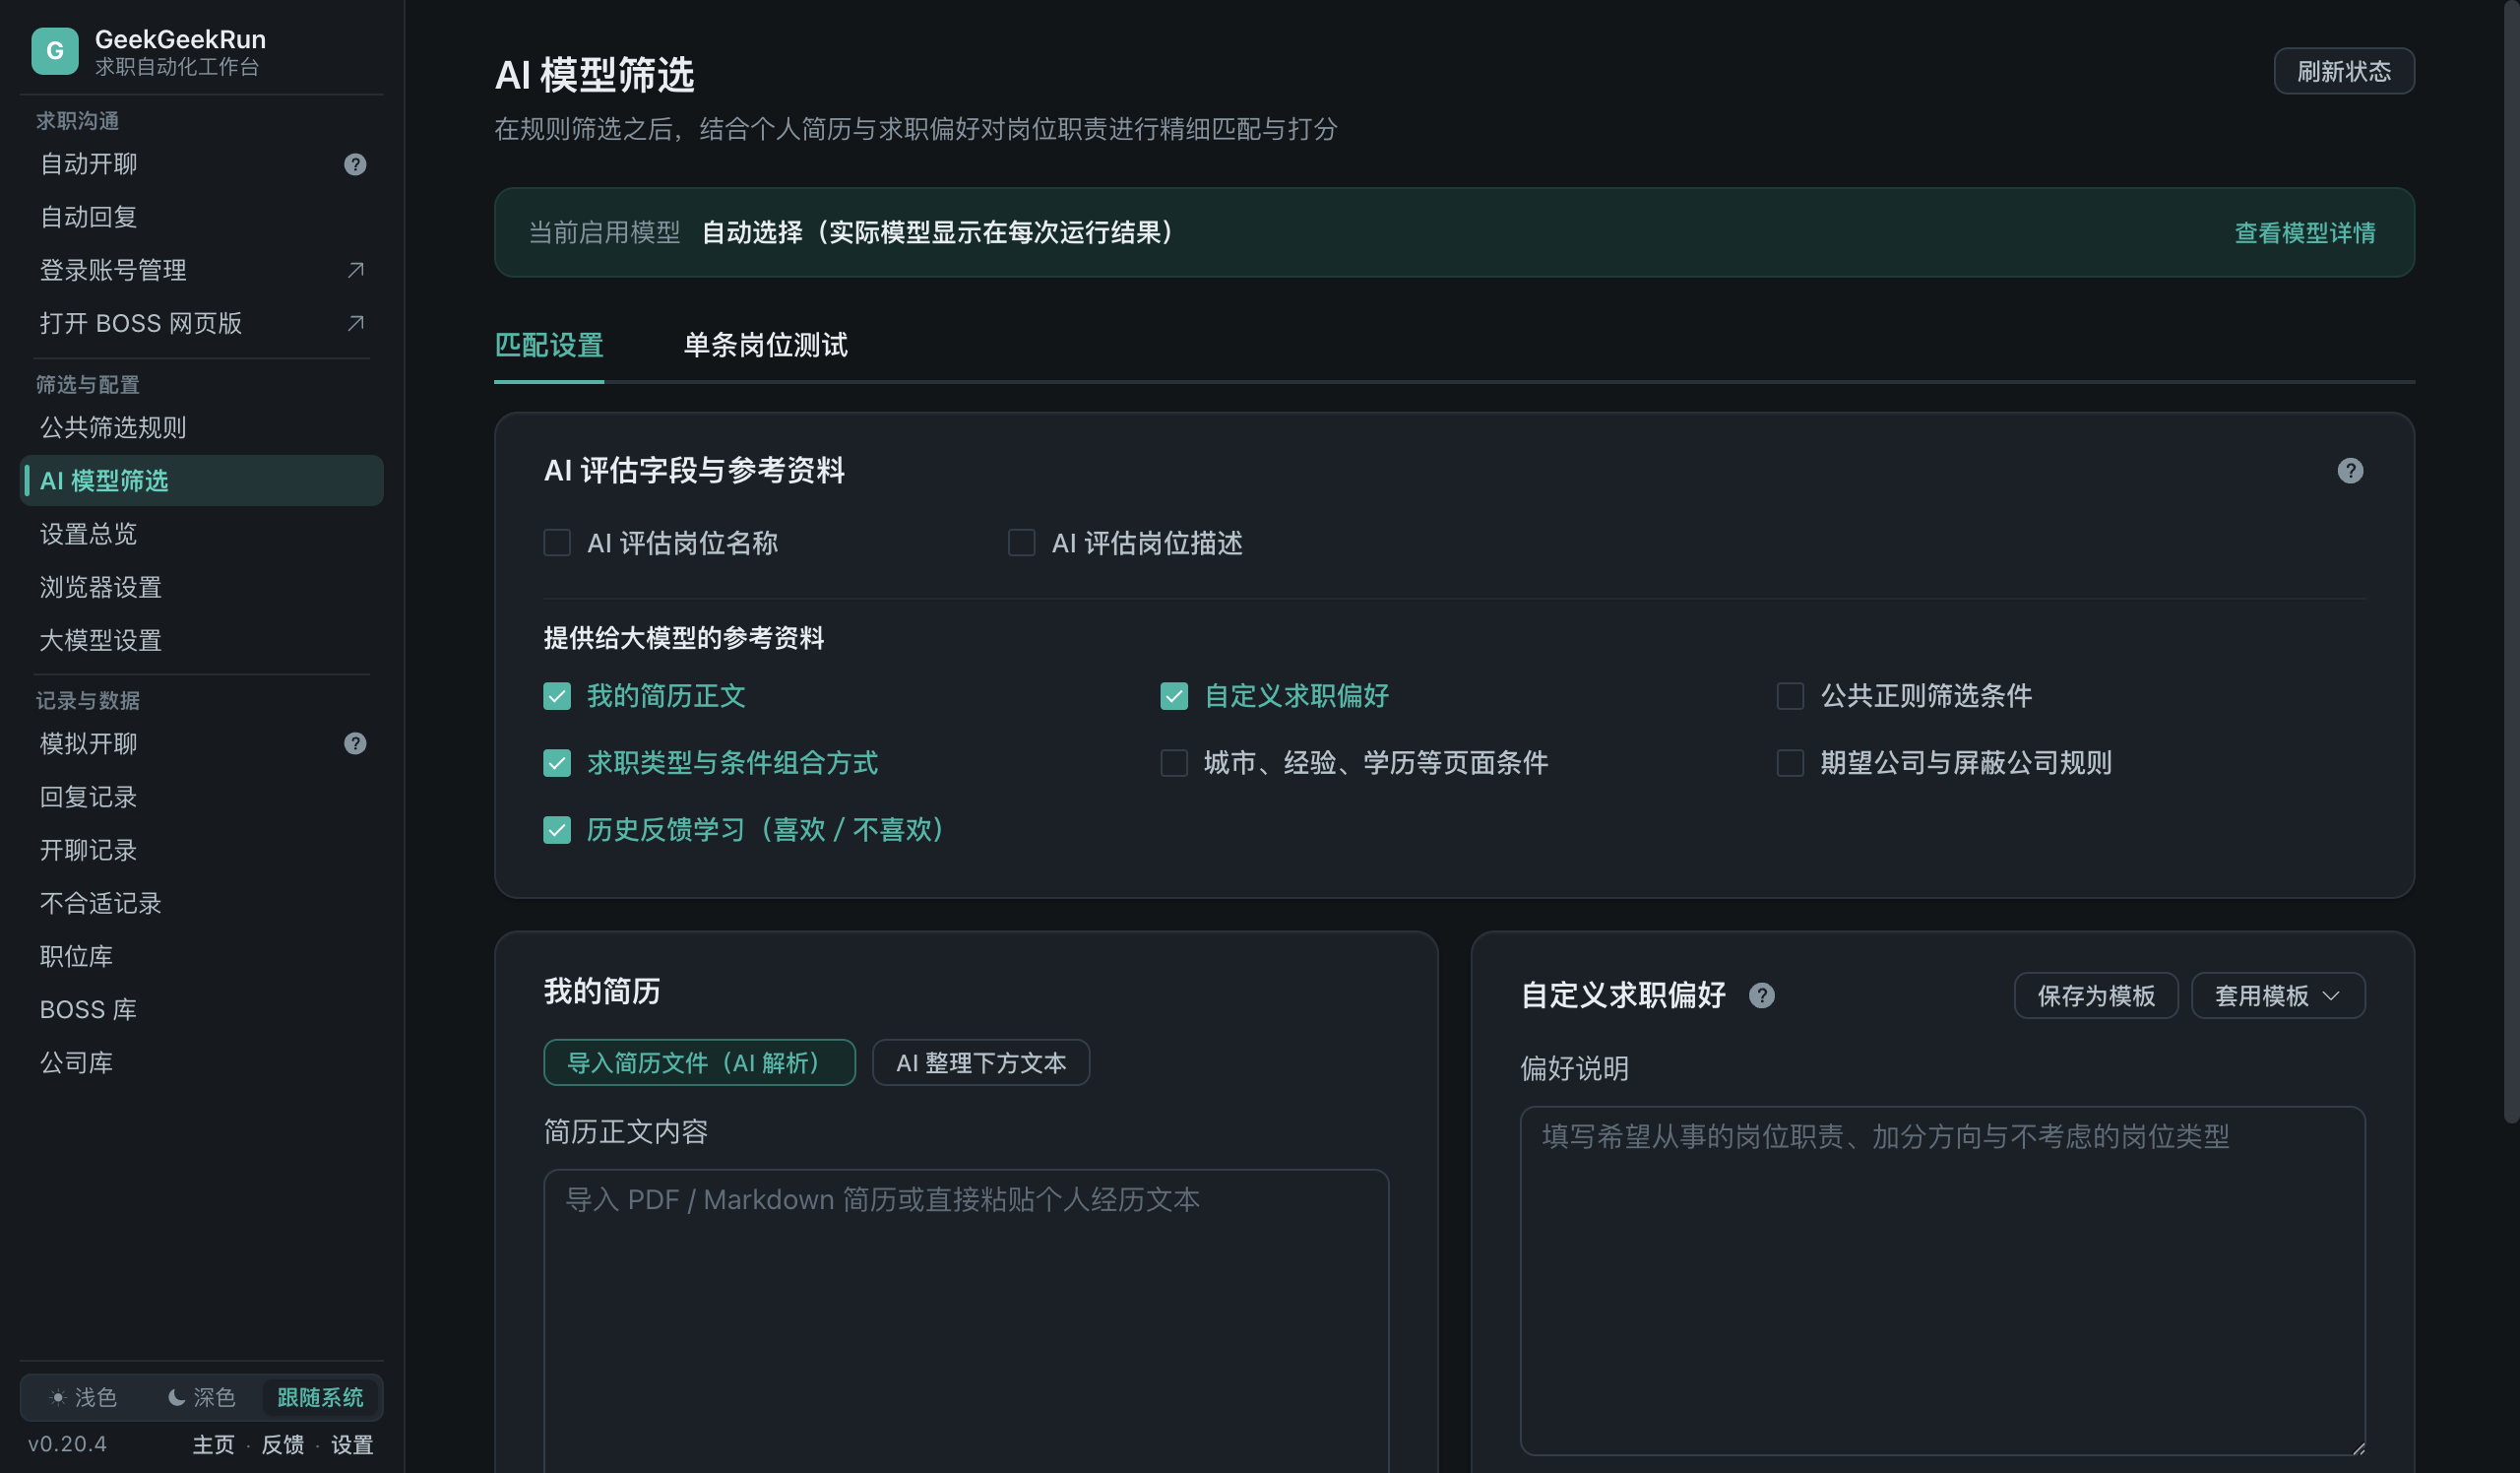 G
GeekGeekRun
求职自动化工作台
求职沟通
自动开聊
?
自动回复
登录账号管理
打开 BOSS 网页版
筛选与配置
公共筛选规则
AI 模型筛选
设置总览
浏览器设置
大模型设置
记录与数据
模拟开聊
?
回复记录
开聊记录
不合适记录
职位库
BOSS 库
公司库
浅色
深色
跟随系统
v0.20.4
主页 · 反馈 · 设置
AI 模型筛选
刷新状态
在规则筛选之后，结合个人简历与求职偏好对岗位职责进行精细匹配与打分
当前启用模型 自动选择（实际模型显示在每次运行结果）
查看模型详情
匹配设置
单条岗位测试
AI 评估字段与参考资料
?
AI 评估岗位名称
AI 评估岗位描述
提供给大模型的参考资料
我的简历正文
自定义求职偏好
公共正则筛选条件
求职类型与条件组合方式
城市、经验、学历等页面条件
期望公司与屏蔽公司规则
历史反馈学习（喜欢 / 不喜欢）
我的简历
导入简历文件（AI 解析）
AI 整理下方文本
简历正文内容
导入 PDF / Markdown 简历或直接粘贴个人经历文本
自定义求职偏好
?
保存为模板
套用模板
偏好说明
填写希望从事的岗位职责、加分方向与不考虑的岗位类型